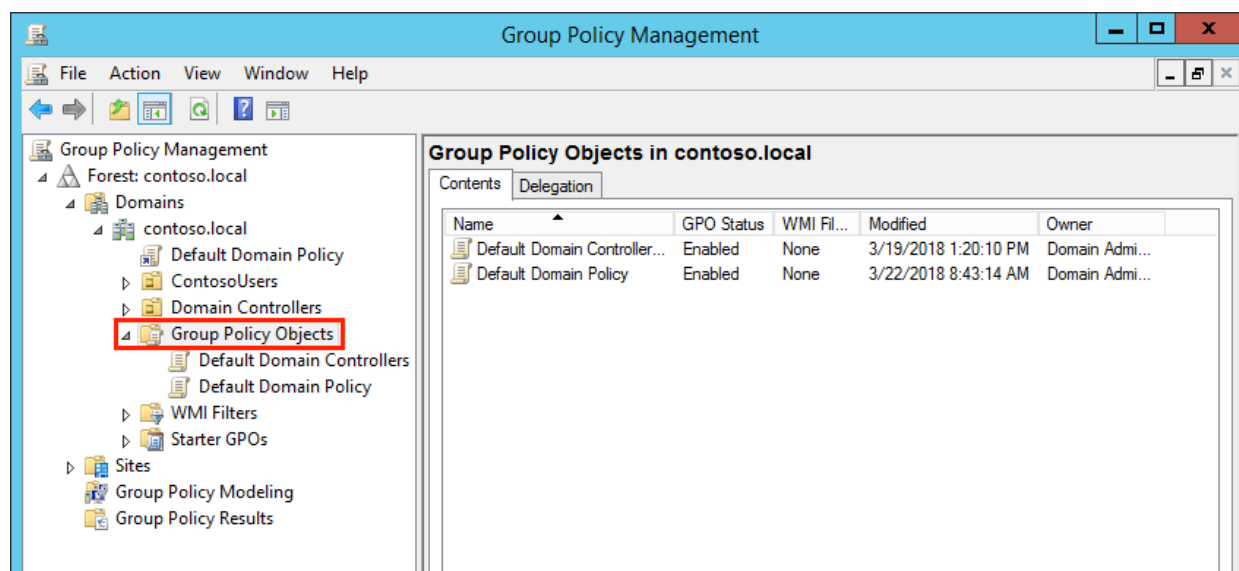 Group Policy Management
File Action View Window Help
Group Policy Management
Forest: contoso.local
Domains
contoso.local
Default Domain Policy
ContosoUsers
Domain Controllers
Group Policy Objects
Default Domain Controllers
Default Domain Policy
WMI Filters
Starter GPOs
Sites
Group Policy Modeling
Group Policy Results
Group Policy Objects in contoso.local
Contents Delegation
Name GPO Status WMI Fil... Modified Owner
Default Domain Controller... Enabled None 3/19/2018 1:20:10 PM Domain Admi...
Default Domain Policy Enabled None 3/22/2018 8:43:14 AM Domain Admi...